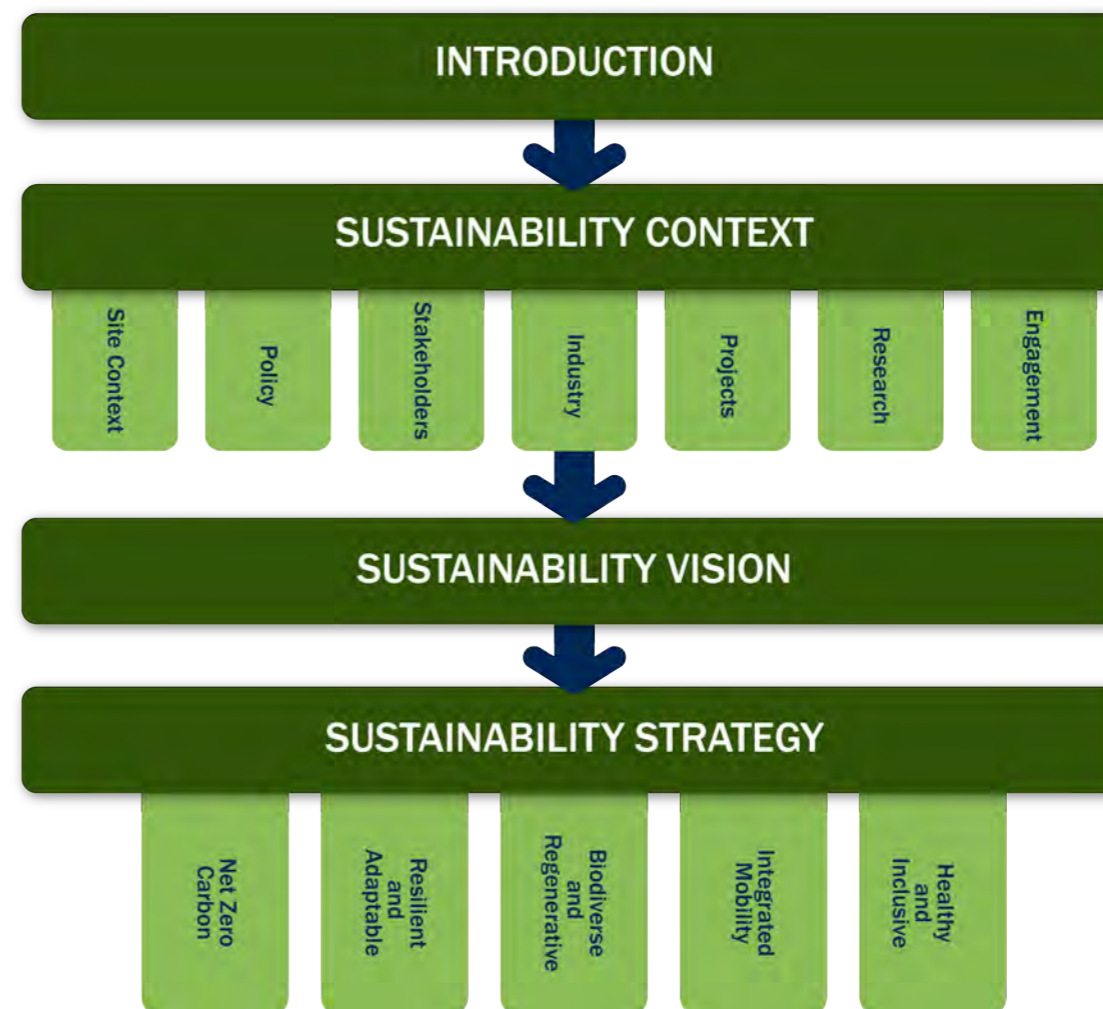 INTRODUCTION
SUSTAINABILITY CONTEXT
Site Context
Policy
Stakeholders
Industry
Projects
Research
Engagement
SUSTAINABILITY VISION
SUSTAINABILITY STRATEGY
Net Zero
Carbon
Resilient
and
Adaptable
Biodiverse
and
Regenerative
Integrated
Mobility
Healthy
and
Inclusive